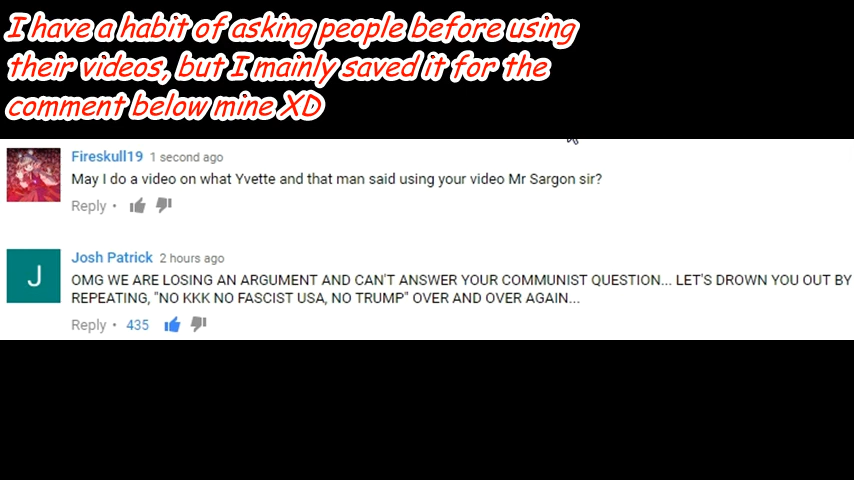 I have a habit of asking people before using
their videos, but I mainly saved it for the
comment below mine XD
Fireskull19 1 second ago
May I do a video on what Yvette and that man said using your video Mr Sargon sir?
Reply •
J
Josh Patrick 2 hours ago
OMG WE ARE LOSING AN ARGUMENT AND CAN'T ANSWER YOUR COMMUNIST QUESTION... LET'S DROWN YOU OUT BY
REPEATING, "NO KKK NO FASCIST USA, NO TRUMP" OVER AND OVER AGAIN...
Reply • 435